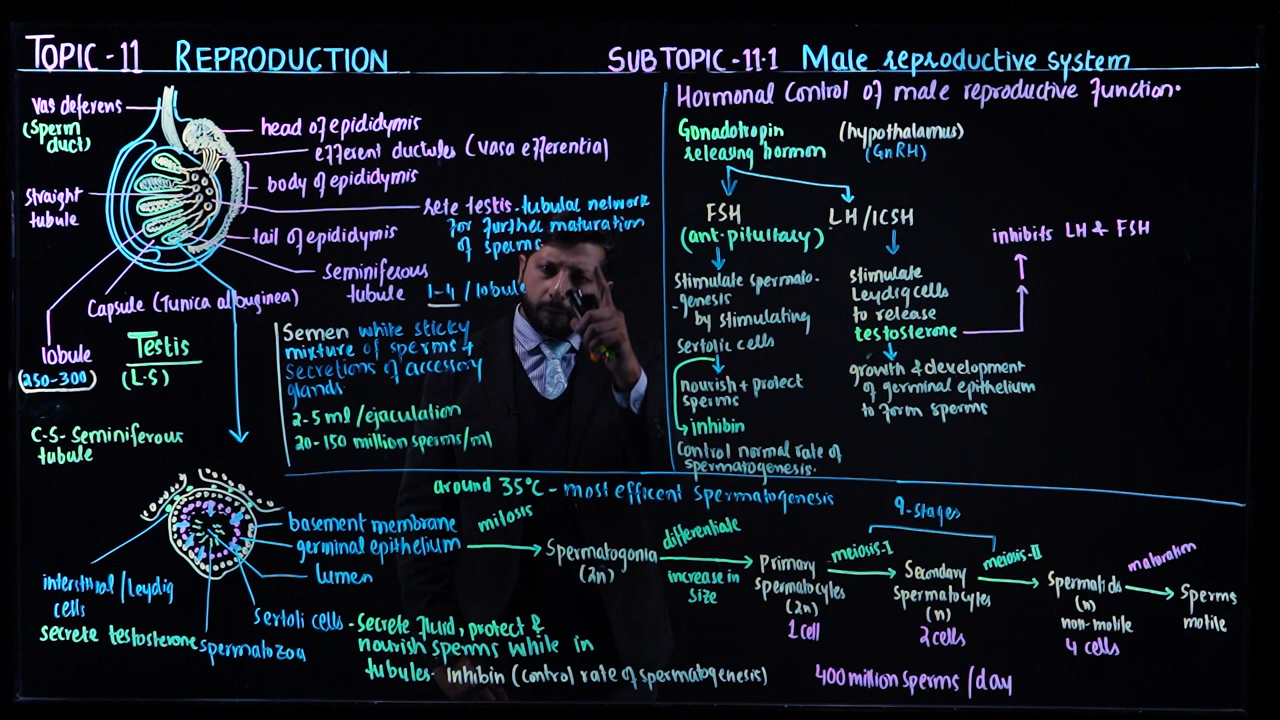 TOPIC-11 REPRODUCTION
SUBTOPIC-11.1 Male reproductive system
vas deferens
(Sperm
duct)
head of epididymis
efferent ductules (vasa efferential)
body of epididymis
straight
tubule
rete testis - tubular network
for further maturation
of sperms
tail of epididymis
seminiferous
tubule 1-4 / lobule
Capsule (Tunica albuginea)
lobule
(250-300)
Testis
(L-S)
Semen white sticky
mixture of sperms +
secretions of accessory
glands.
2-5 ml /ejaculation
20-150 million sperms/ml
Hormonal Control of male reproductive function.
Gonadotropin
releasing hormon
(hypothalamus)
(GnRH)
FSH
(ant-pitultary)
LH/ICSH
stimulate spermato-
-genesis
by stimulating
sertolic cells
nourish + protect
sperms
inhibin
Control normal rate of
spermatogenesis.
stimulate
Leydig cells
to release
testosterone
growth & development
of germinal epithelium
to form sperms
inhibits LH & FSH
C-S- Seminiferous
tubule
around 35°C - most efficent spermatogenesis
basement membrane
germinal epithelium
lumen
interstitial /Leydig
cells
secrete testosterone
spermatozoa
sertoli cells - secrete fluid, protect &
nourish sperms while in
tubules. Inhibin (control rate of spermatogenesis)
mitosis
Spermatogonia
(2n)
differentiate
increase in
size
Primary
spermatocytes
(2n)
1 cell
meiosis-I
9-stages
Secondary
spermatocytes
(n)
2 cells
meiosis-II
Spermatids
(n)
non-motile
4 cells
maturation
Sperms
motile
400 million sperms / day